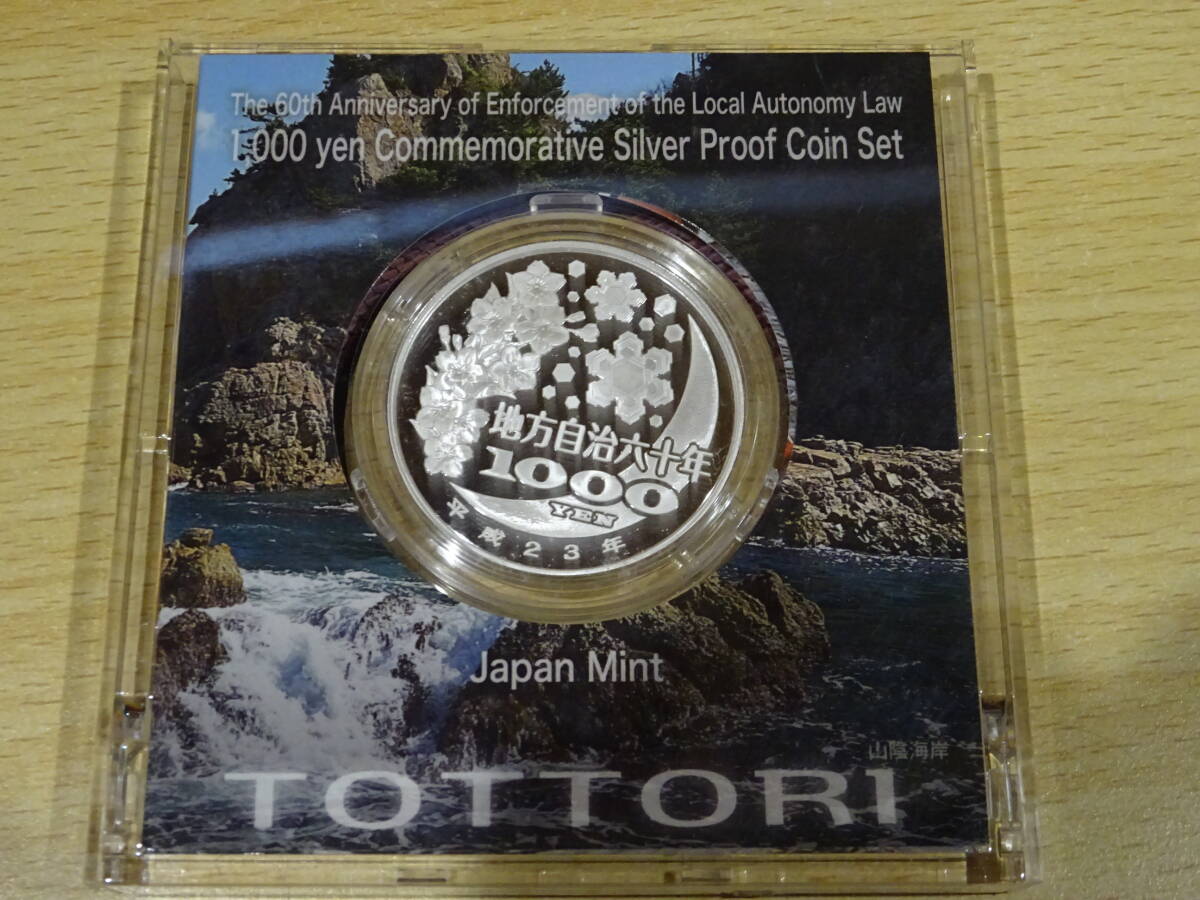 The 60th Anniversary of Enforcement of the Local Autonomy Law
1,000 yen Commemorative Silver Proof Coin Set
地方自治六十年
1000
YEN
平成23年
Japan Mint
山陰海岸
TOTTORI